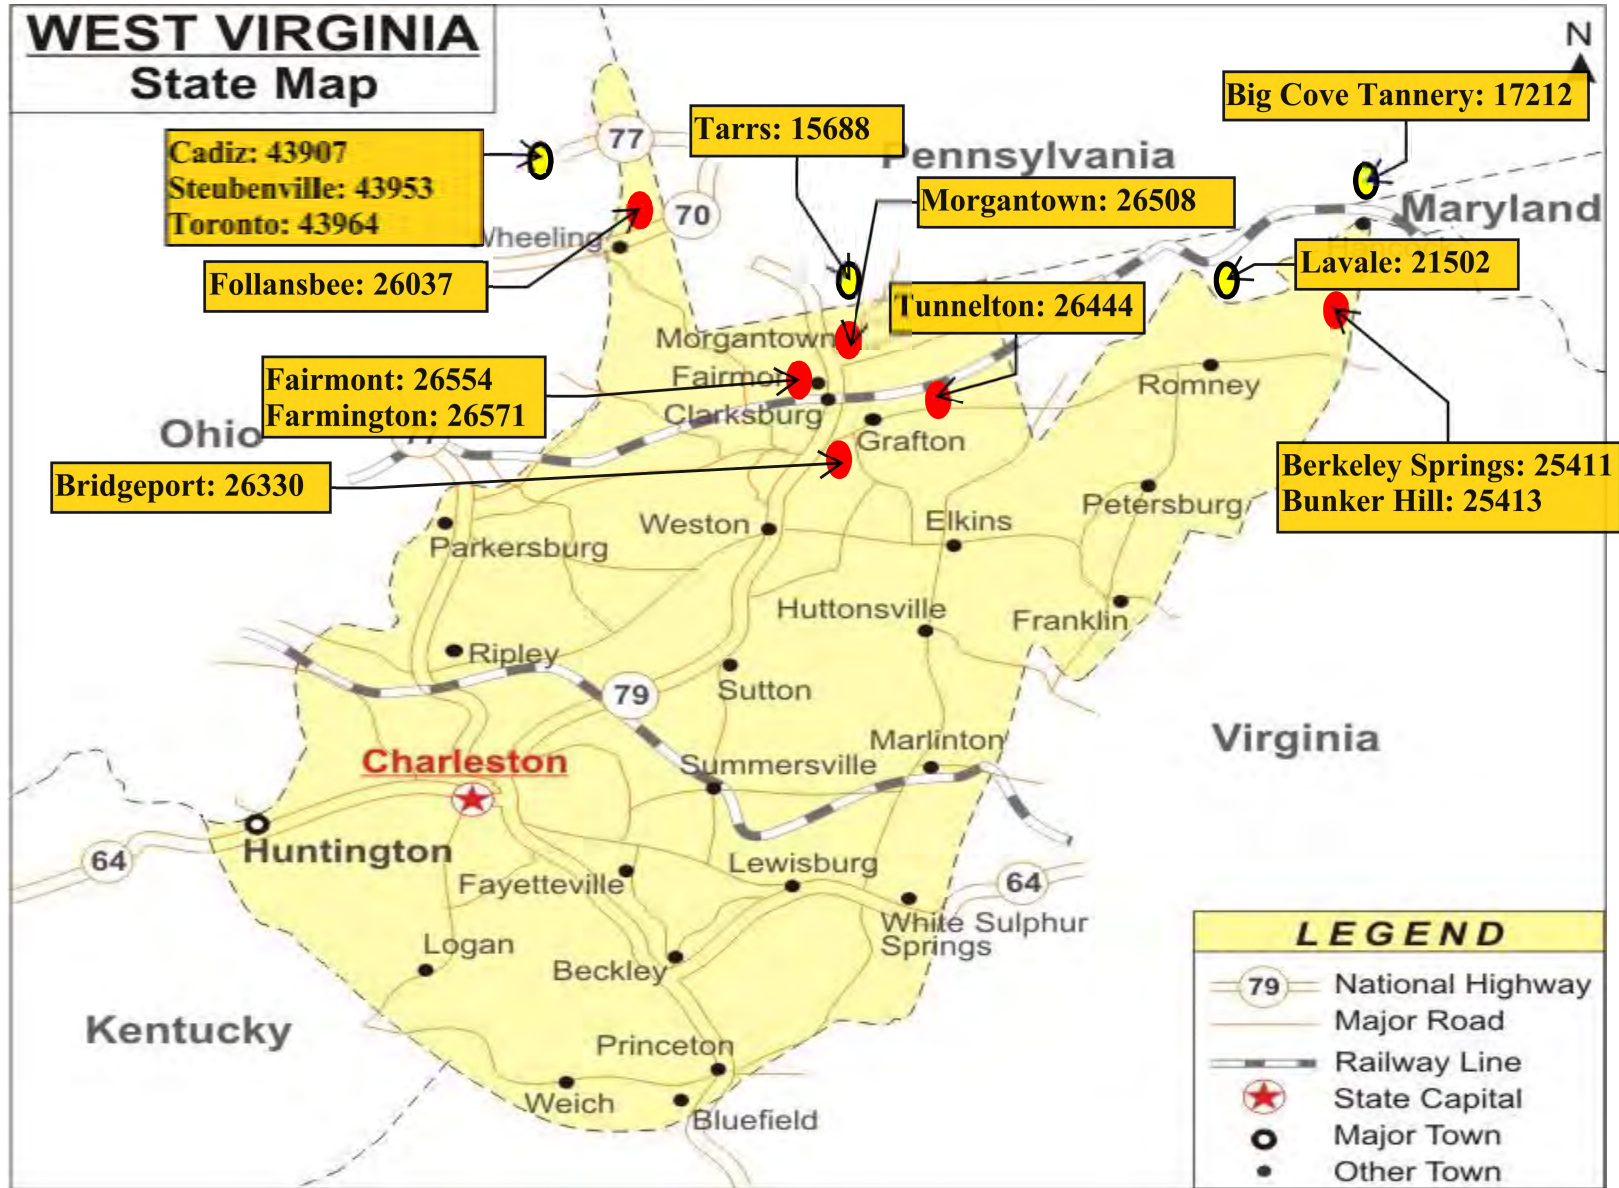 WEST VIRGINIA
State Map
N
Big Cove Tannery: 17212
Tarrs: 15688
77
Pennsylvania
Cadiz: 43907
Steubenville: 43953
Toronto: 43964
Morgantown: 26508
70
Maryland
Wheeling
Hancock
Lavale: 21502
Follansbee: 26037
Tunnelton: 26444
Morgantown
Fairmont: 26554
Farmington: 26571
Fairmon
Romney
Clarksburg
Ohio
77
Grafton
Berkeley Springs: 25411
Bunker Hill: 25413
Bridgeport: 26330
Petersburg
Weston
Elkins
Parkersburg
Huttonsville
Franklin
Ripley
Sutton
79
Virginia
Marlinton
Charleston
Summersville
Huntington
64
Lewisburg
Fayetteville
64
White Sulphur
Springs
Logan
Beckley
LEGEND
79 National Highway
Major Road
Kentucky
Princeton
Railway Line
State Capital
Weich
Bluefield
Major Town
Other Town